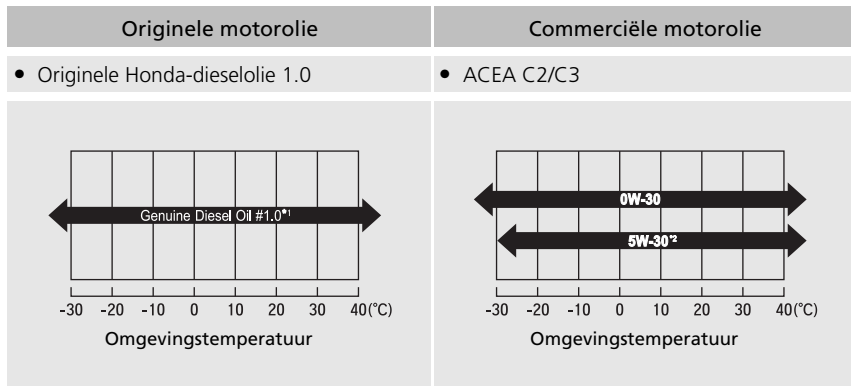 Originele motorolie
Commerciële motorolie
• Originele Honda-dieselolie 1.0
• ACEA C2/C3
Genuine Diesel Oil #1.0*1
-30 -20 -10 0 10 20 30 40(°C)
Omgevingstemperatuur
0W-30
5W-30*2
-30 -20 -10 0 10 20 30 40(°C)
Omgevingstemperatuur